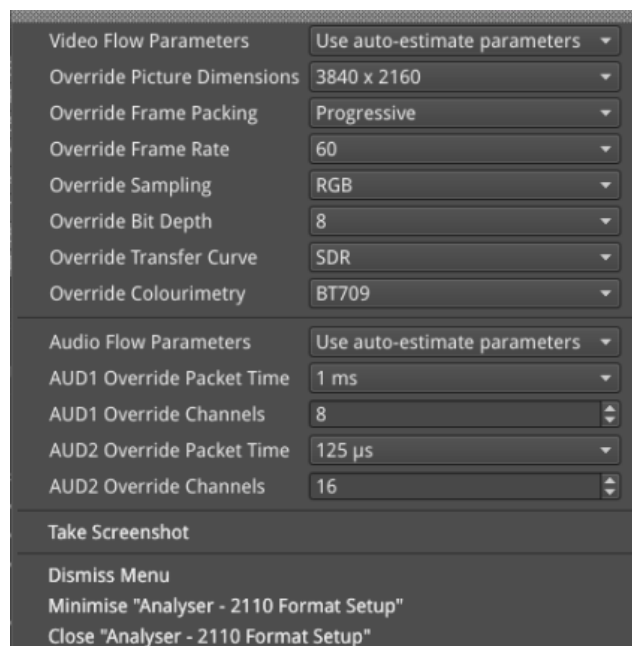 Video Flow Parameters Use auto-estimate parameters
Override Picture Dimensions 3840 x 2160
Override Frame Packing Progressive
Override Frame Rate 60
Override Sampling RGB
Override Bit Depth 8
Override Transfer Curve SDR
Override Colourimetry BT709
Audio Flow Parameters Use auto-estimate parameters
AUD1 Override Packet Time 1 ms
AUD1 Override Channels 8
AUD2 Override Packet Time 125 μs
AUD2 Override Channels 16
Take Screenshot
Dismiss Menu
Minimise "Analyser - 2110 Format Setup"
Close "Analyser - 2110 Format Setup"